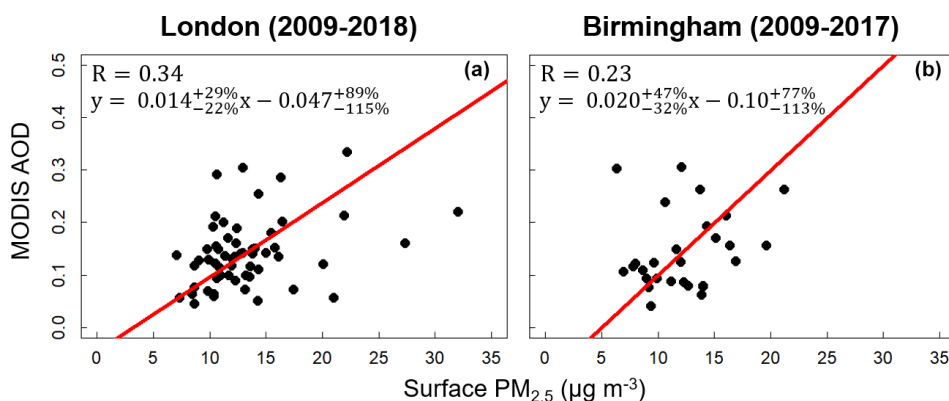 London (2009-2018)
Birmingham (2009-2017)
R = 0.34
y = 0.014+29%−22%x − 0.047+89%−115%
(a)
R = 0.23
y = 0.020+47%−32%x − 0.10+77%−113%
(b)
MODIS AOD
0.5
0.4
0.3
0.2
0.1
0.0
0 5 10 15 20 25 30 35
0 5 10 15 20 25 30 35
Surface PM2.5 (µg m-3)